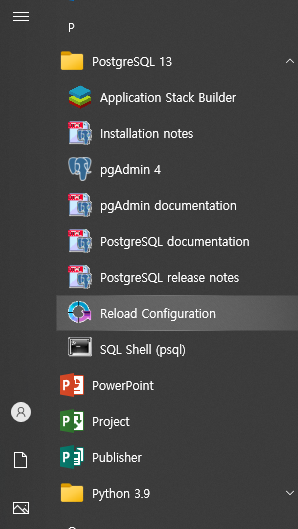 P
PostgreSQL 13
Application Stack Builder
Installation notes
pgAdmin 4
pgAdmin documentation
PostgreSQL documentation
PostgreSQL release notes
Reload Configuration
SQL Shell (psql)
PowerPoint
Project
Publisher
Python 3.9